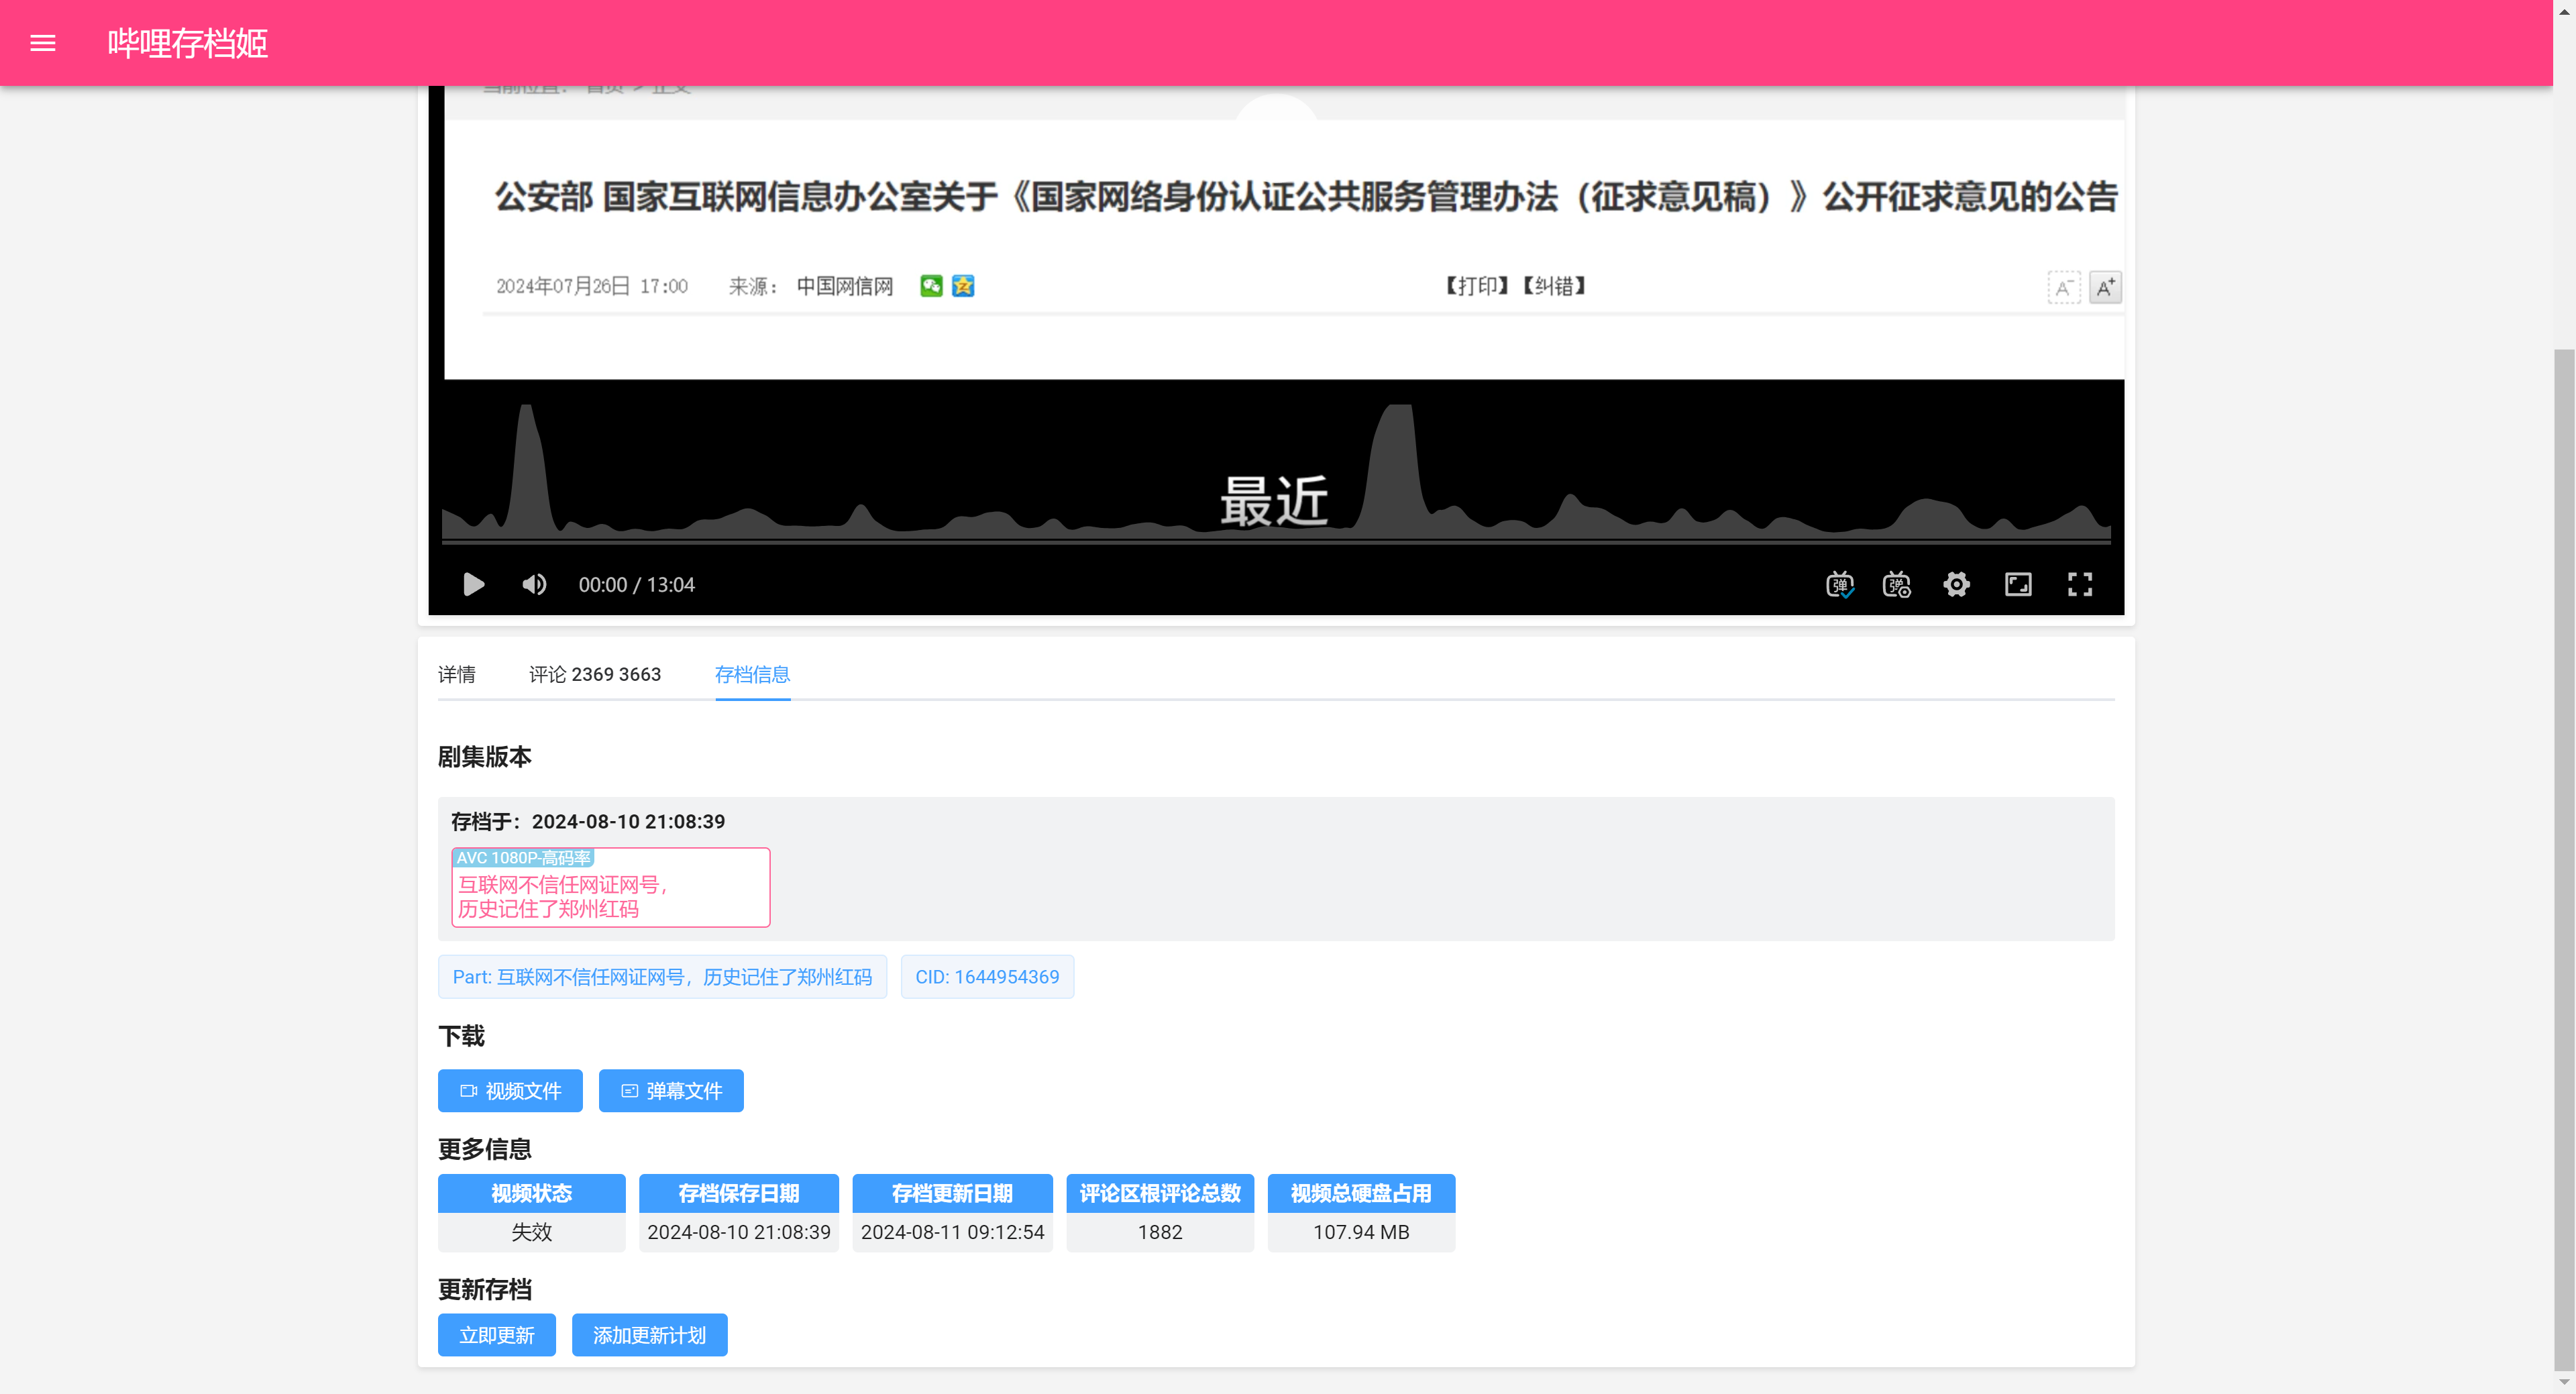 哔哩存档姬
当前位置： 首页 > 正文
公安部 国家互联网信息办公室关于《国家网络身份认证公共服务管理办法（征求意见稿）》公开征求意见的公告
2024年07月26日 17:00 来源： 中国网信网 【打印】【纠错】 A- A+
最近
00:00 / 13:04
详情 评论 2369 3663 存档信息
剧集版本
存档于：2024-08-10 21:08:39
AVC 1080P-高码率
互联网不信任网证网号，
历史记住了郑州红码
Part: 互联网不信任网证网号，历史记住了郑州红码 CID: 1644954369
下载
视频文件 弹幕文件
更多信息
视频状态 存档保存日期 存档更新日期 评论区根评论总数 视频总硬盘占用
失效 2024-08-10 21:08:39 2024-08-11 09:12:54 1882 107.94 MB
更新存档
立即更新 添加更新计划